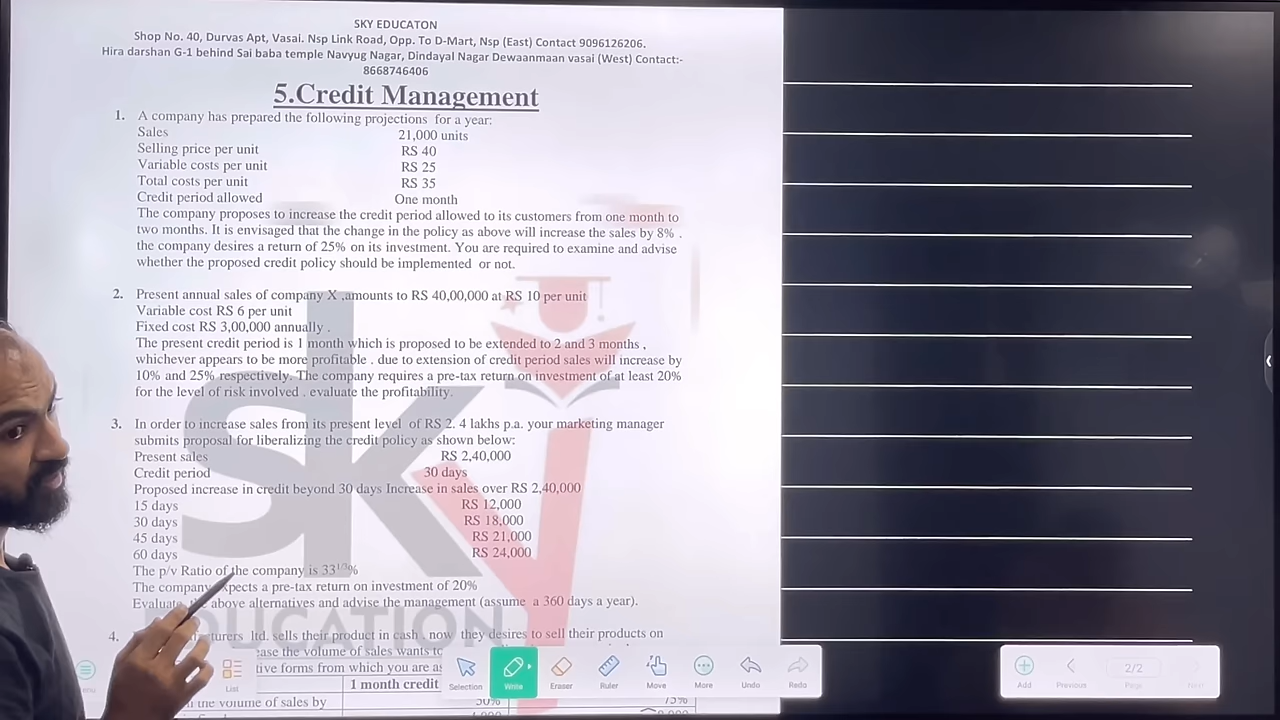 SKY EDUCATON
Shop No. 40, Durvas Apt, Vasai. Nsp Link Road, Opp. To D-Mart, Nsp (East) Contact 9096126206.
Hira darshan G-1 behind Sai baba temple Navyug Nagar, Dindayal Nagar Dewaanmaan vasai (West) Contact:-
8668746406
5.Credit Management
1. A company has prepared the following projections for a year:
Sales 21,000 units
Selling price per unit RS 40
Variable costs per unit RS 25
Total costs per unit RS 35
Credit period allowed One month
The company proposes to increase the credit period allowed to its customers from one month to
two months. It is envisaged that the change in the policy as above will increase the sales by 8% .
the company desires a return of 25% on its investment. You are required to examine and advise
whether the proposed credit policy should be implemented or not.
2. Present annual sales of company X ,amounts to RS 40,00,000 at RS 10 per unit
Variable cost RS 6 per unit
Fixed cost RS 3,00,000 annually .
The present credit period is 1 month which is proposed to be extended to 2 and 3 months ,
whichever appears to be more profitable . due to extension of credit period sales will increase by
10% and 25% respectively. The company requires a pre-tax return on investment of at least 20%
for the level of risk involved . evaluate the profitability.
3. In order to increase sales from its present level of RS 2. 4 lakhs p.a. your marketing manager
submits proposal for liberalizing the credit policy as shown below:
Present sales RS 2,40,000
Credit period 30 days
Proposed increase in credit beyond 30 days Increase in sales over RS 2,40,000
15 days RS 12,000
30 days RS 18,000
45 days RS 21,000
60 days RS 24,000
The p/v Ratio of the company is 33 1/3%
The company expects a pre-tax return on investment of 20%
Evaluate above alternatives and advise the management (assume a 360 days a year).
4. turers ltd. sells their product in cash . now they desires to sell their products on
ease the volume of sales wants to
tive forms from which you are as
1 month credit
the volume of sales by 50% 75%
sky
EDUCATION
List
Selection
Write
Eraser
Ruler
Move
More
Undo
Redo
Add
Previous
2/2
Page
Next